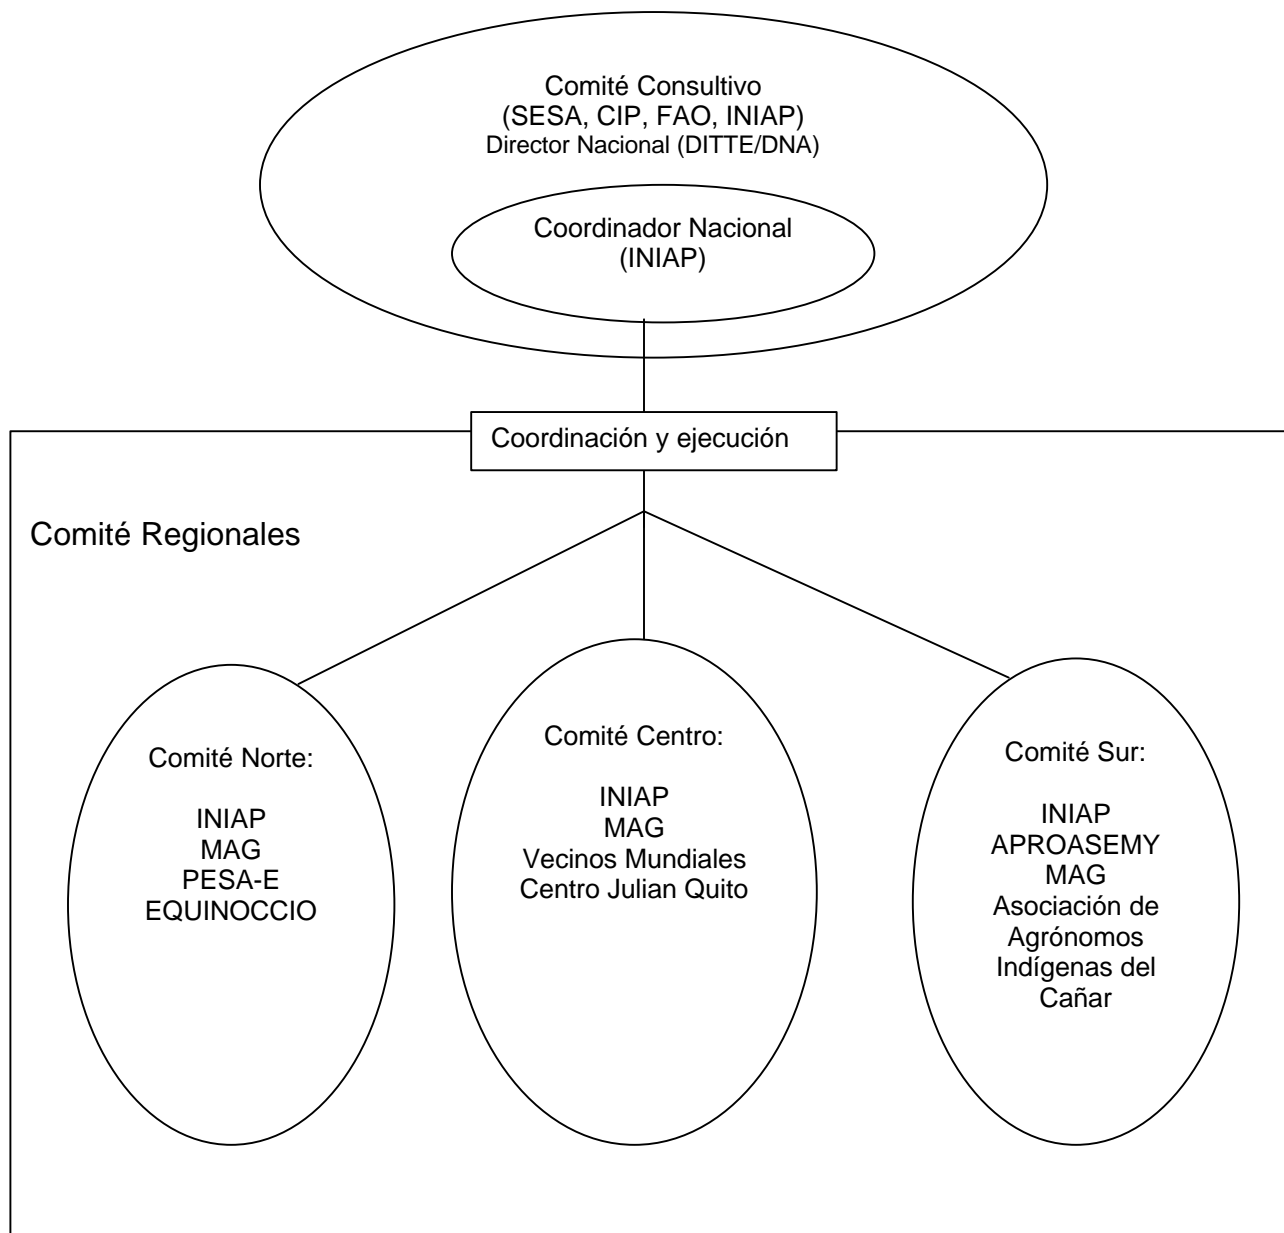 Comité Consultivo
(SESA, CIP, FAO, INIAP)
Director Nacional (DITTE/DNA)
Coordinador Nacional
(INIAP)
Coordinación y ejecución
Comité Regionales
Comité Norte:
INIAP
MAG
PESA-E
EQUINOCCIO
Comité Centro:
INIAP
MAG
Vecinos Mundiales
Centro Julian Quito
Comité Sur:
INIAP
APROASEMY
MAG
Asociación de
Agrónomos
Indígenas del
Cañar